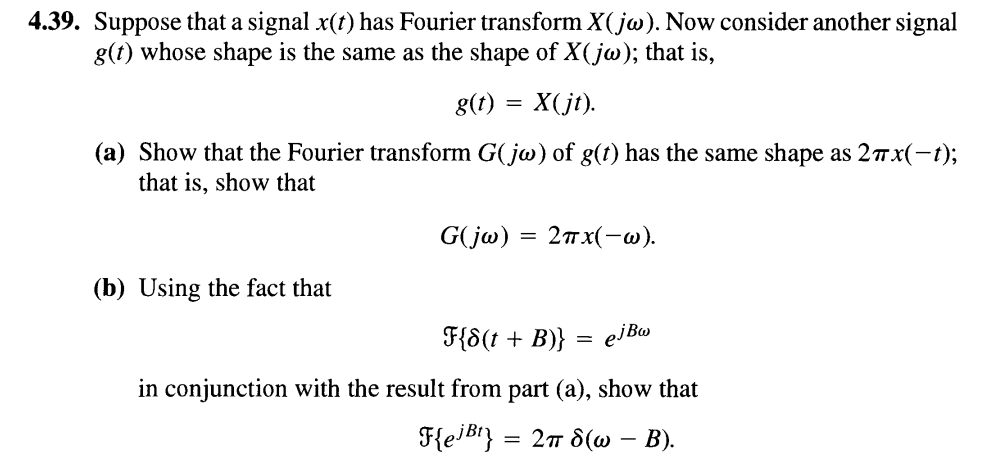 4.39. Suppose that a signal x(t) has Fourier transform X(jω). Now consider another signal
g(t) whose shape is the same as the shape of X(jω); that is,
g(t) = X(jt).
(a) Show that the Fourier transform G(jω) of g(t) has the same shape as 2πx(−t);
that is, show that
G(jω) = 2πx(−ω).
(b) Using the fact that
ℱ{δ(t + B)} = e^{jBω}
in conjunction with the result from part (a), show that
ℱ{e^{jBt}} = 2π δ(ω − B).